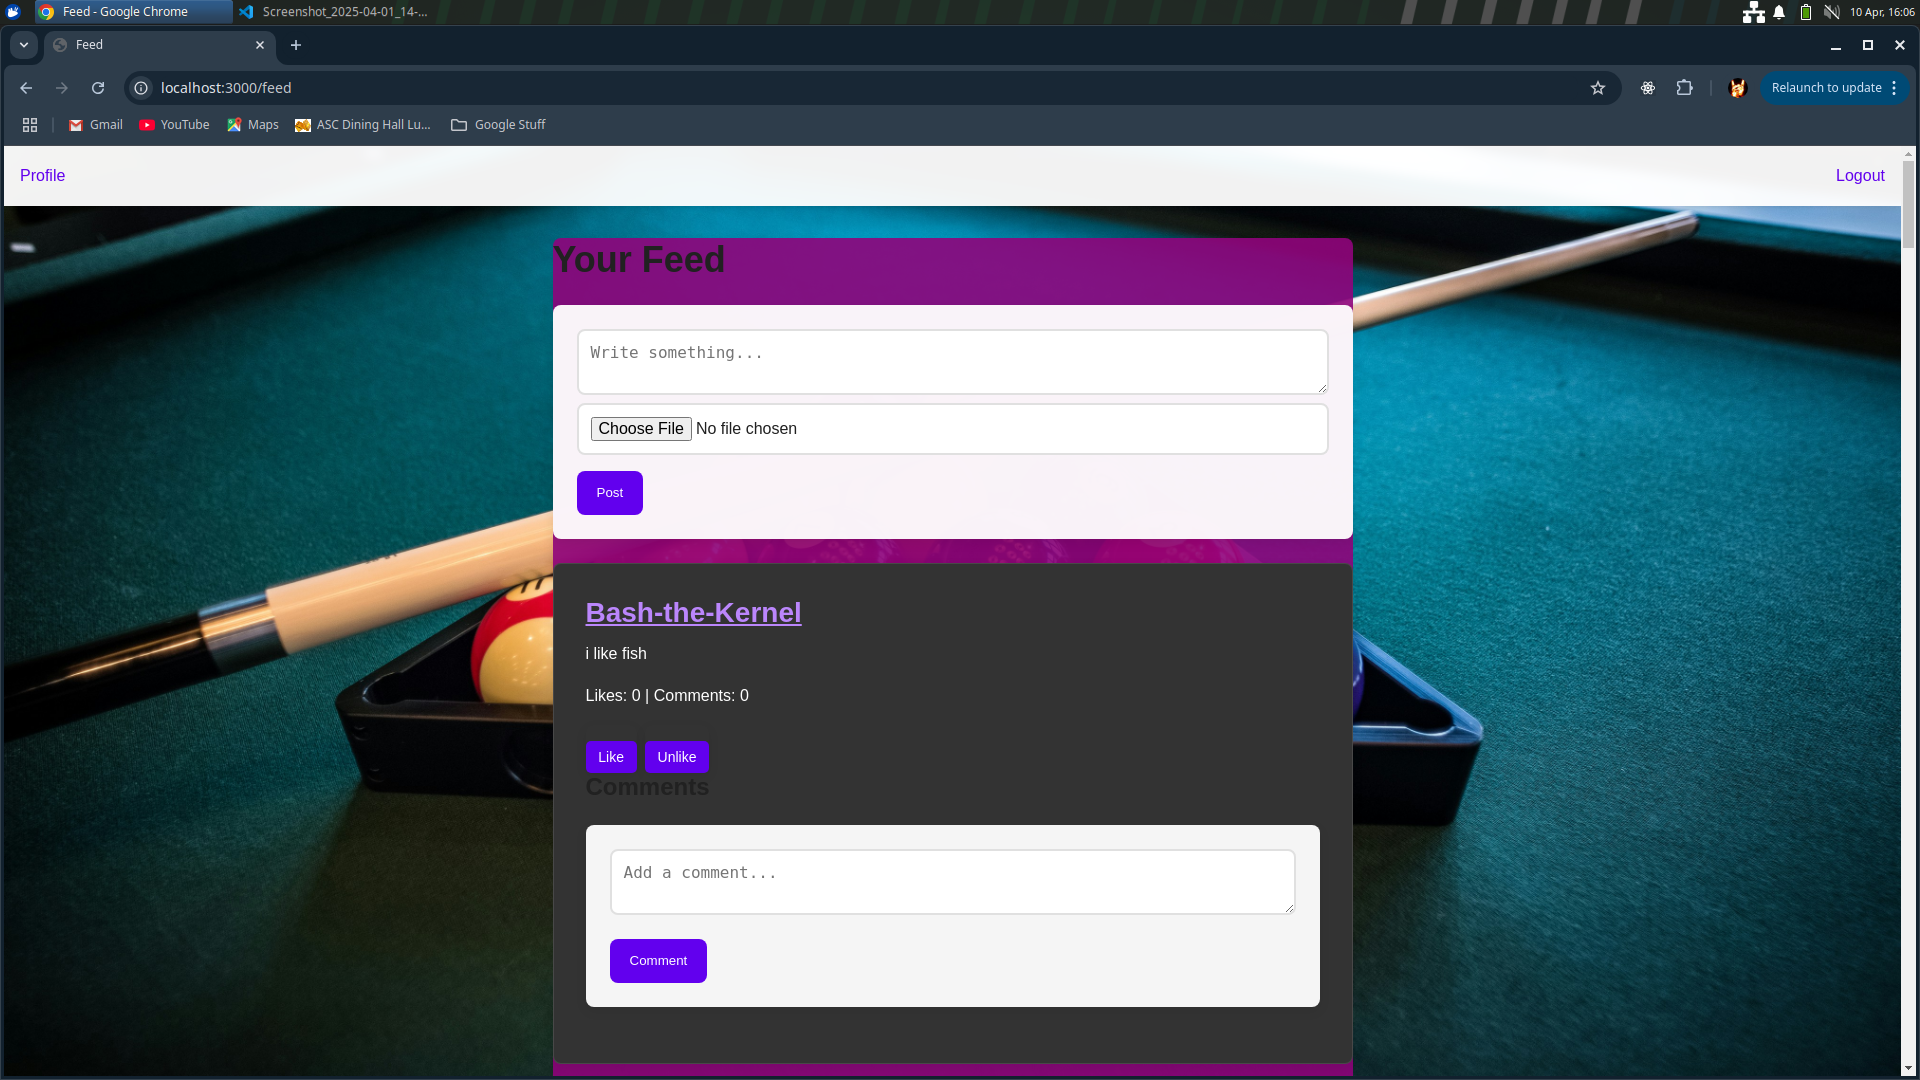 Feed - Google Chrome
Screenshot_2025-04-01_14-...
10 Apr, 16:06
Feed
localhost:3000/feed
Relaunch to update
Gmail
YouTube
Maps
ASC Dining Hall Lu...
Google Stuff
Profile
Logout
Your Feed
Write something...
Choose File No file chosen
Post
Bash-the-Kernel
i like fish
Likes: 0 | Comments: 0
Like
Unlike
Comments
Add a comment...
Comment